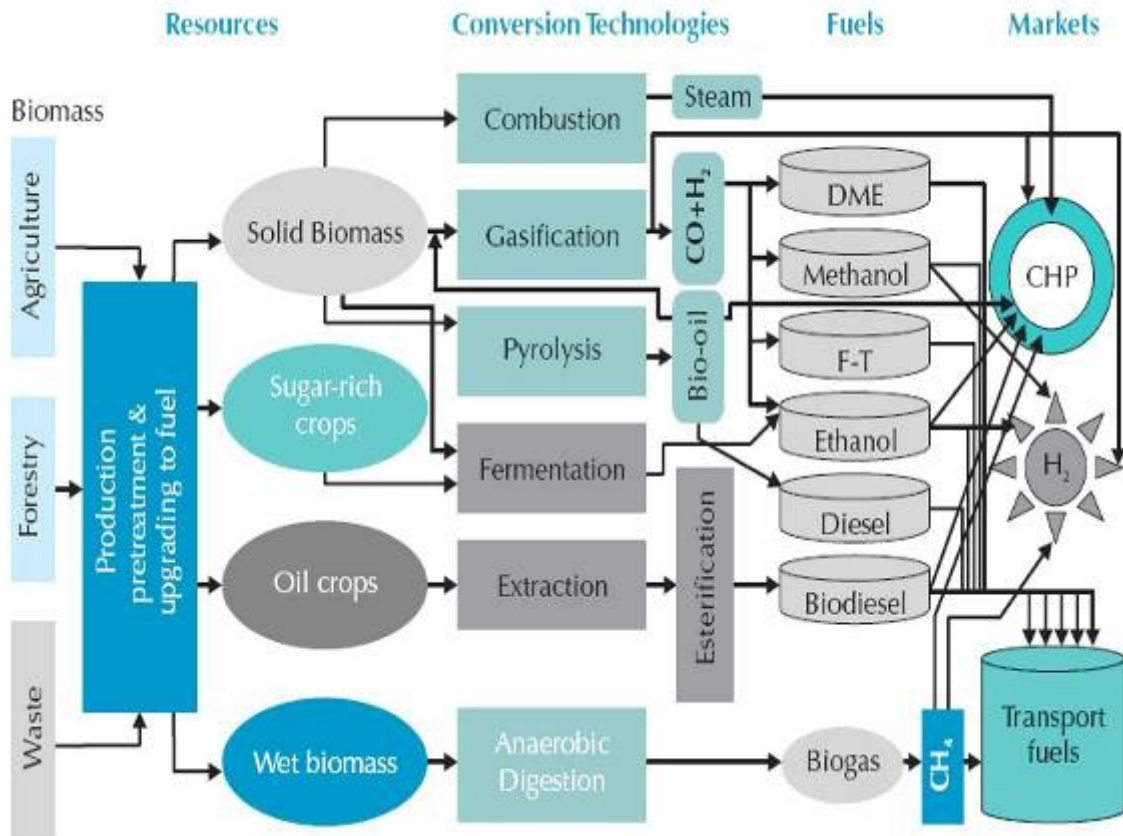 Resources
Conversion Technologies
Fuels
Markets
Biomass
Agriculture
Forestry
Waste
Production
pretreatment &
upgrading to fuel
Solid Biomass
Sugar-rich
crops
Oil crops
Wet biomass
Combustion
Gasification
Pyrolysis
Fermentation
Extraction
Anaerobic
Digestion
Steam
CO+H₂
Bio-oil
Esterification
DME
Methanol
F-T
Ethanol
Diesel
Biodiesel
Biogas
CH₄
CHP
H₂
Transport
fuels